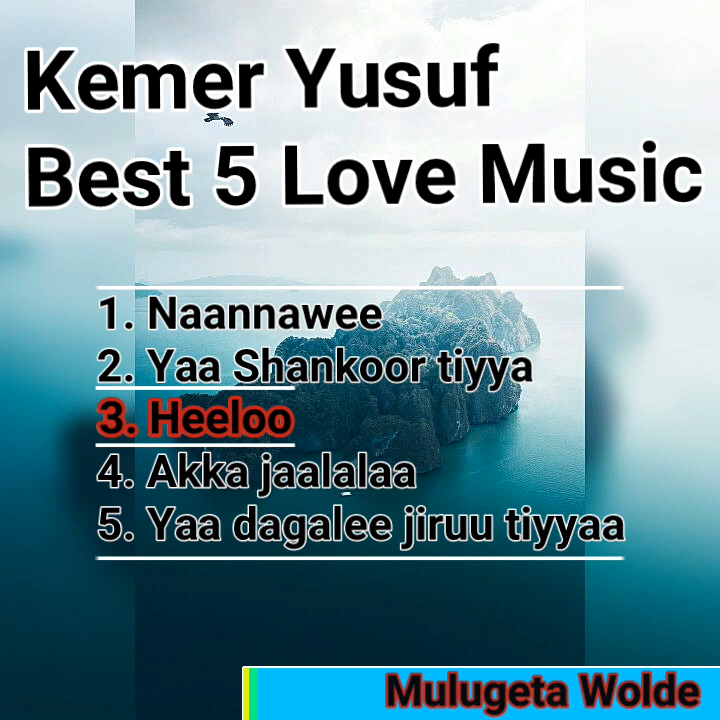 Kemer Yusuf
Best 5 Love Music
1. Naannawee
2. Yaa Shankoor tiyya
3. Heeloo
4. Akka jaalalaa
5. Yaa dagalee jiruu tiyyaa
Mulugeta Wolde